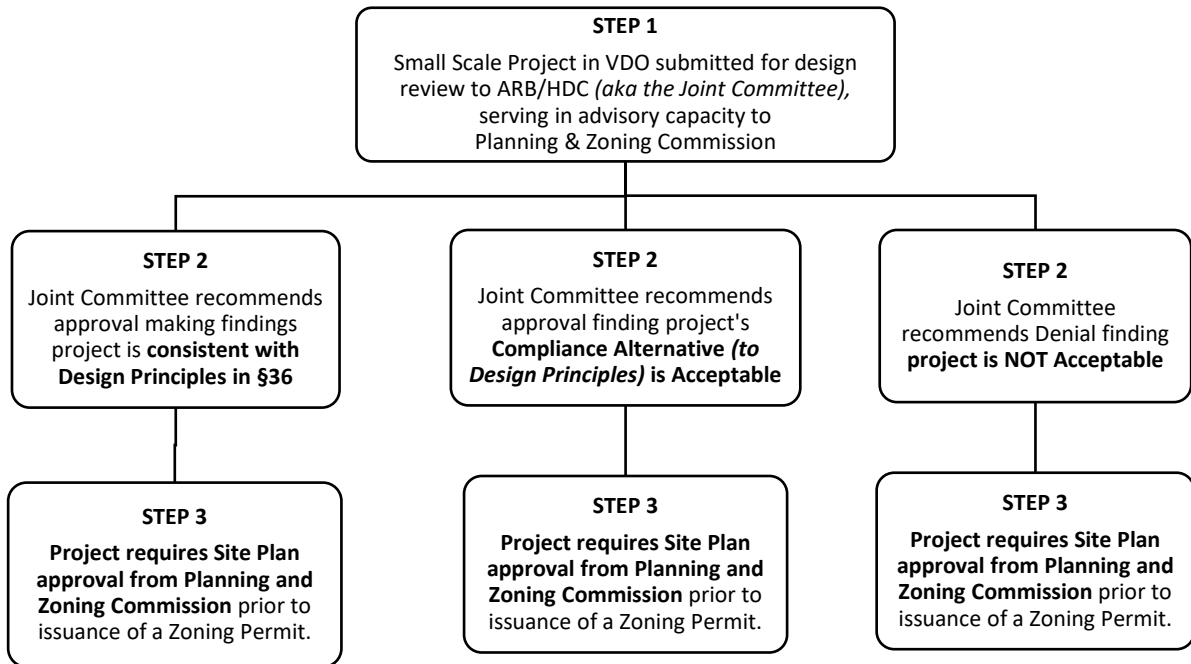 STEP 1
Small Scale Project in VDO submitted for design
review to ARB/HDC (aka the Joint Committee),
serving in advisory capacity to
Planning & Zoning Commission
STEP 2
Joint Committee recommends
approval making findings
project is consistent with
Design Principles in §36
STEP 2
Joint Committee recommends
approval finding project's
Compliance Alternative (to
Design Principles) is Acceptable
STEP 2
Joint Committee
recommends Denial finding
project is NOT Acceptable
STEP 3
Project requires Site Plan
approval from Planning and
Zoning Commission prior to
issuance of a Zoning Permit.
STEP 3
Project requires Site Plan
approval from Planning and
Zoning Commission prior to
issuance of a Zoning Permit.
STEP 3
Project requires Site Plan
approval from Planning and
Zoning Commission prior to
issuance of a Zoning Permit.